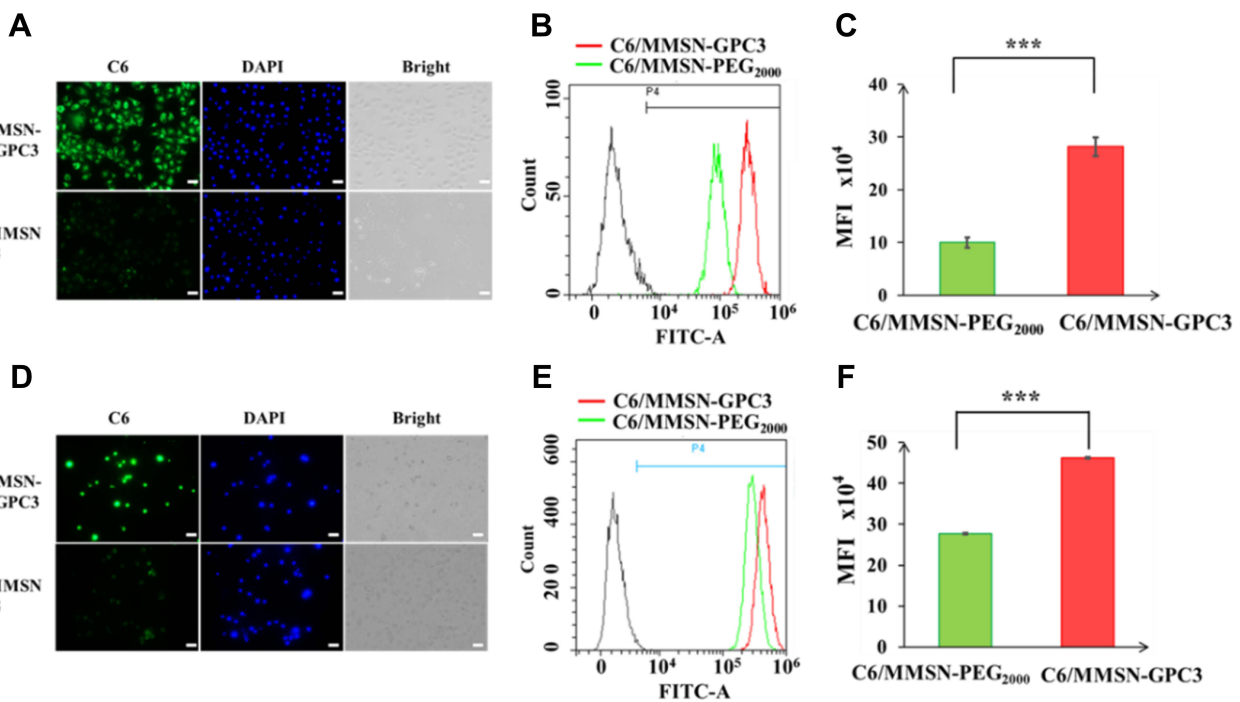 A
C6 DAPI Bright
MSN-
GPC3
MSN
B
C6/MMSN-GPC3
C6/MMSN-PEG2000
P4
100
50
0
Count
0 10^4 10^5 10^6
FITC-A
C
***
40
30
20
10
0
MFI x10^4
C6/MMSN-PEG2000 C6/MMSN-GPC3
D
C6 DAPI Bright
MSN-
GPC3
MSN
E
C6/MMSN-GPC3
C6/MMSN-PEG2000
P4
600
400
20 0
0
Count
0 10^4 10^5 10^6
FITC-A
F
***
50
40
30
20
10
0
MFI x10^4
C6/MMSN-PEG2000 C6/MMSN-GPC3